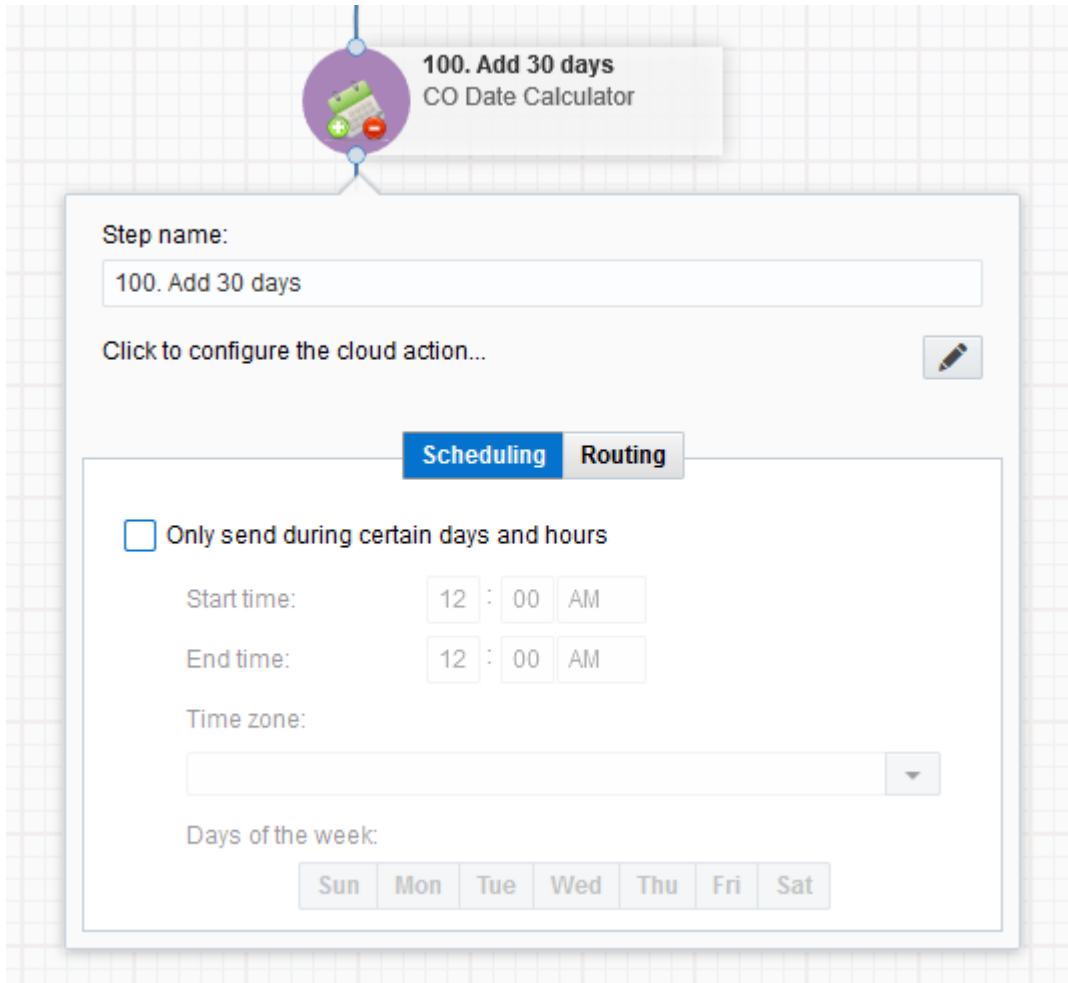 100. Add 30 days
CO Date Calculator
Step name:
100. Add 30 days
Click to configure the cloud action...
Scheduling Routing
Only send during certain days and hours
Start time: 12 : 00 AM
End time: 12 : 00 AM
Time zone:
Days of the week:
Sun Mon Tue Wed Thu Fri Sat